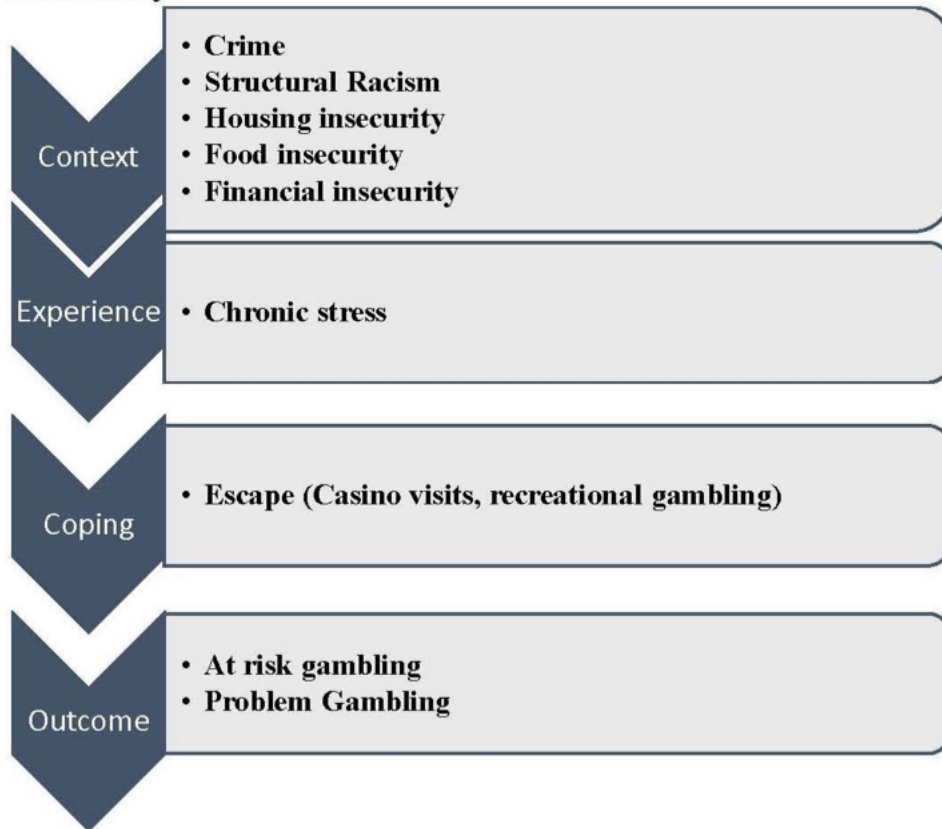 Context
• Crime
• Structural Racism
• Housing insecurity
• Food insecurity
• Financial insecurity
Experience
• Chronic stress
Coping
• Escape (Casino visits, recreational gambling)
Outcome
• At risk gambling
• Problem Gambling